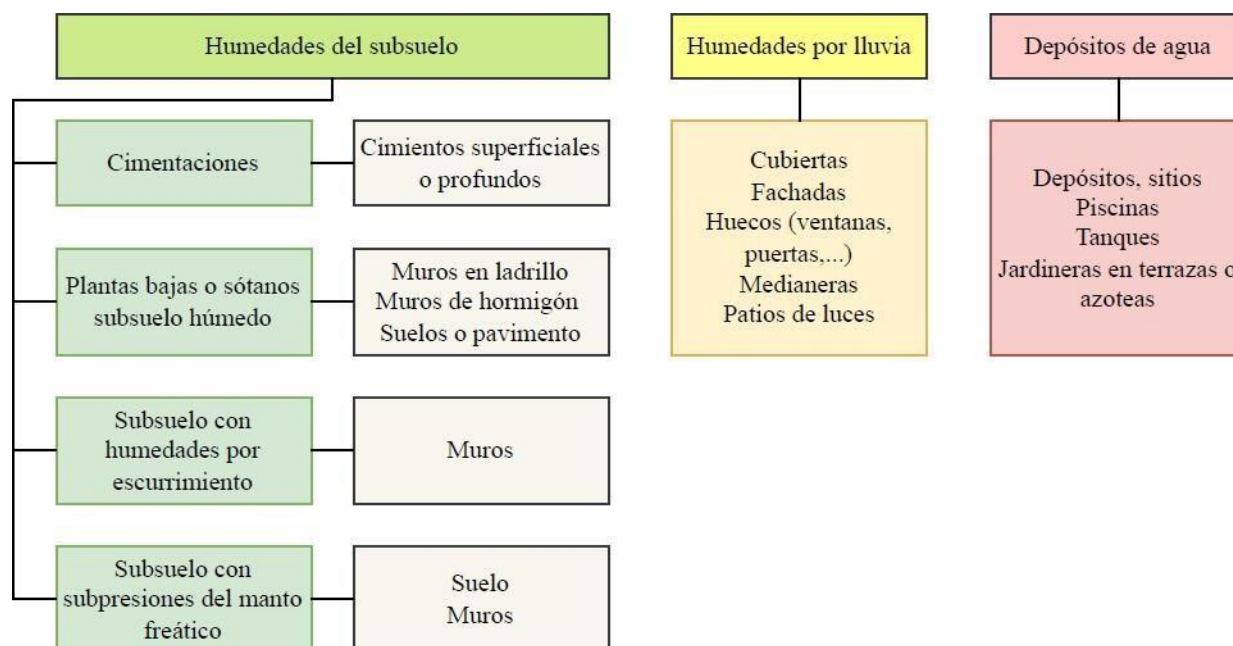 Humedades del subsuelo
Cimentaciones
Cimientos superficiales
o profundos
Plantas bajas o sótanos
subsuelo húmedo
Muros en ladrillo
Muros de hormigón
Suelos o pavimento
Subsuelo con
humedades por
escurrimiento
Muros
Subsuelo con
subpresiones del manto
freático
Suelo
Muros
Humedades por lluvia
Cubiertas
Fachadas
Huecos (ventanas,
puertas,...)
Medianeras
Patios de luces
Depósitos de agua
Depósitos, sitios
Piscinas
Tanques
Jardineras en terrazas o
azoteas